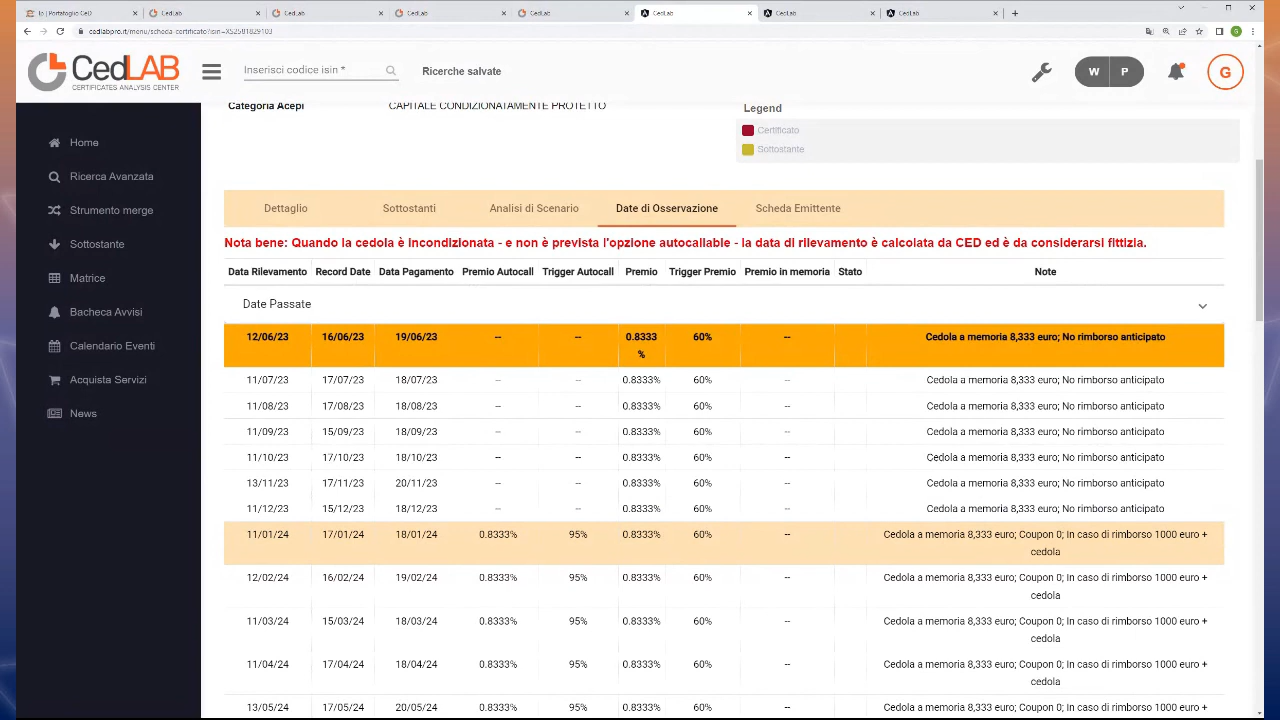 Io | Portafoglio CED
CedLab
CedLab
CedLab
CedLab
CedLab
CedLab
CedLab
cedlabpro.it/menu/scheda-certificato?isin=XS2581829103
CedLAB
CERTIFICATES ANALYSIS CENTER
Inserisci codice isin *
Ricerche salvate
W P
G
Categoria Acepi CAPITALE CONDIZIONATAMENTE PROTETTO
Legend
Certificato
Sottostante
Home
Ricerca Avanzata
Strumento merge
Sottostante
Matrice
Bacheca Avvisi
Calendario Eventi
Acquista Servizi
News
Dettaglio Sottostanti Analisi di Scenario Date di Osservazione Scheda Emittente
Nota bene: Quando la cedola è incondizionata - e non è prevista l'opzione autocallable - la data di rilevamento è calcolata da CED ed è da considerarsi fittizia.
Data Rilevamento Record Date Data Pagamento Premio Autocall Trigger Autocall Premio Trigger Premio Premio in memoria Stato Note
Date Passate
12/06/23 16/06/23 19/06/23 -- -- 0.8333 60% -- Cedola a memoria 8,333 euro; No rimborso anticipato
%
11/07/23 17/07/23 18/07/23 -- -- 0.8333% 60% -- Cedola a memoria 8,333 euro; No rimborso anticipato
11/08/23 17/08/23 18/08/23 -- -- 0.8333% 60% -- Cedola a memoria 8,333 euro; No rimborso anticipato
11/09/23 15/09/23 18/09/23 -- -- 0.8333% 60% -- Cedola a memoria 8,333 euro; No rimborso anticipato
11/10/23 17/10/23 18/10/23 -- -- 0.8333% 60% -- Cedola a memoria 8,333 euro; No rimborso anticipato
13/11/23 17/11/23 20/11/23 -- -- 0.8333% 60% -- Cedola a memoria 8,333 euro; No rimborso anticipato
11/12/23 15/12/23 18/12/23 -- -- 0.8333% 60% -- Cedola a memoria 8,333 euro; No rimborso anticipato
11/01/24 17/01/24 18/01/24 0.8333% 95% 0.8333% 60% -- Cedola a memoria 8,333 euro; Coupon 0; In caso di rimborso 1000 euro +
cedola
12/02/24 16/02/24 19/02/24 0.8333% 95% 0.8333% 60% -- Cedola a memoria 8,333 euro; Coupon 0; In caso di rimborso 1000 euro +
cedola
11/03/24 15/03/24 18/03/24 0.8333% 95% 0.8333% 60% -- Cedola a memoria 8,333 euro; Coupon 0; In caso di rimborso 1000 euro +
cedola
11/04/24 17/04/24 18/04/24 0.8333% 95% 0.8333% 60% -- Cedola a memoria 8,333 euro; Coupon 0; In caso di rimborso 1000 euro +
cedola
13/05/24 17/05/24 20/05/24 0.8333% 95% 0.8333% 60% -- Cedola a memoria 8,333 euro; Coupon 0; In caso di rimborso 1000 euro +